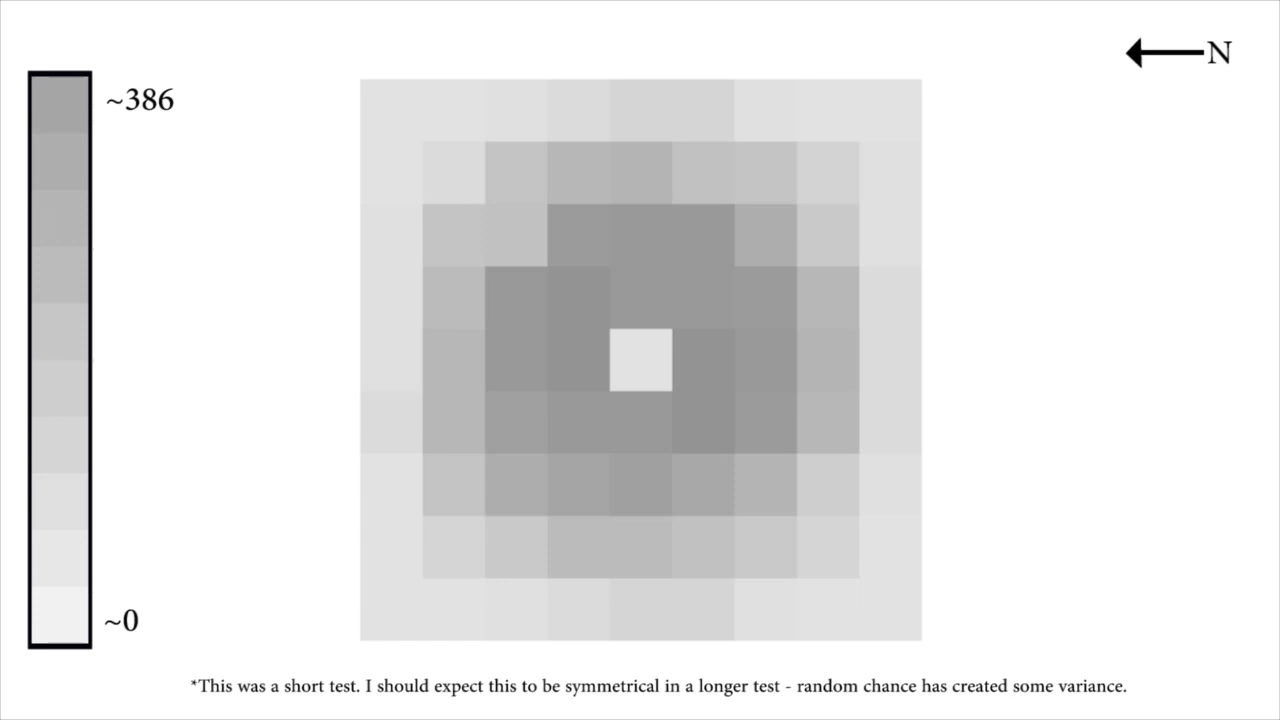 N
~386
~0
*This was a short test. I should expect this to be symmetrical in a longer test - random chance has created some variance.